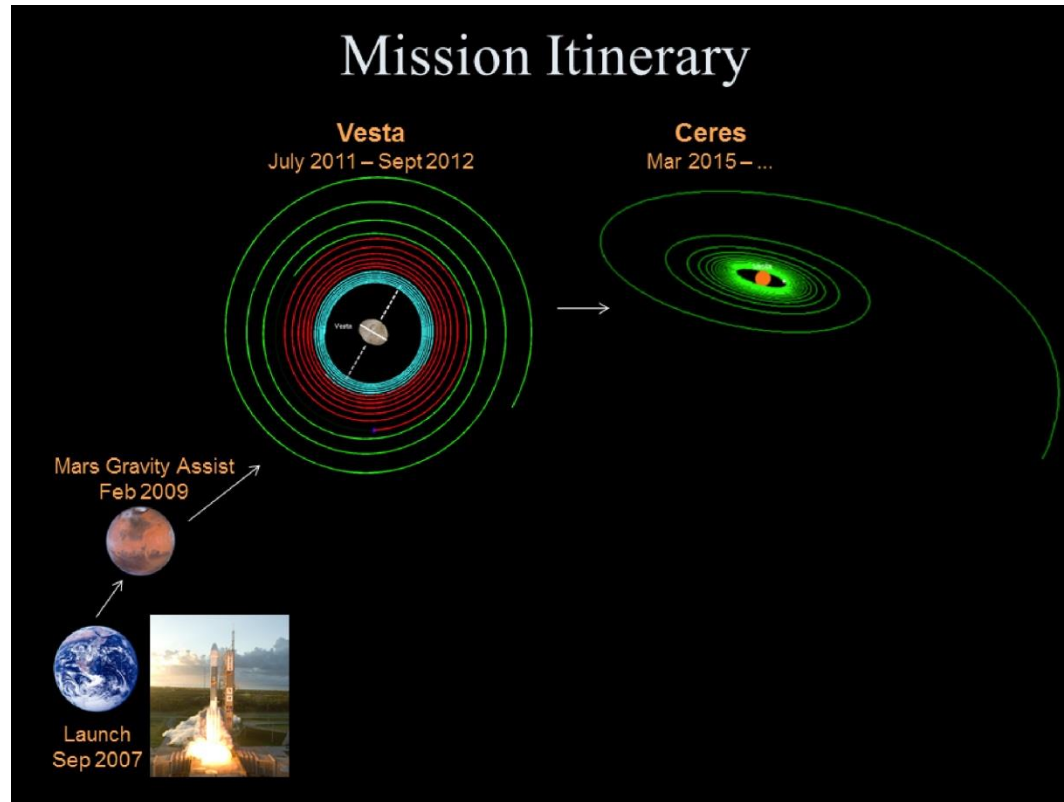 Mission Itinerary
Vesta
July 2011 – Sept 2012
Ceres
Mar 2015 – ...
Vesta
Mars Gravity Assist
Feb 2009
Launch
Sep 2007